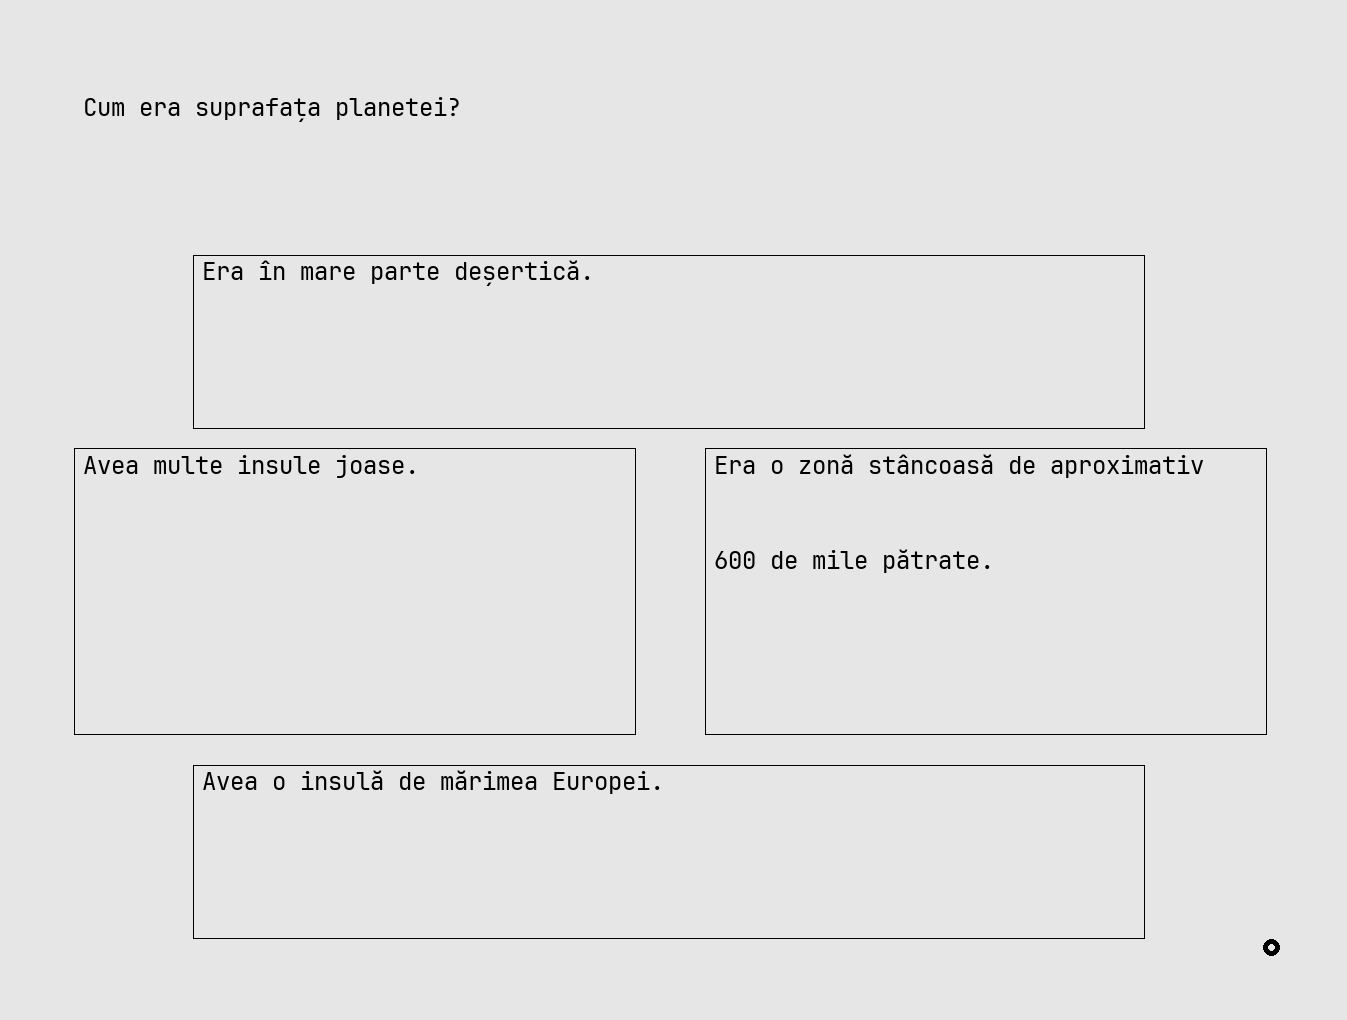 Cum era suprafața planetei?
Era în mare parte deșertică.
Avea multe insule joase.
Era o zonă stâncoasă de aproximativ
600 de mile pătrate.
Avea o insulă de mărimea Europei.